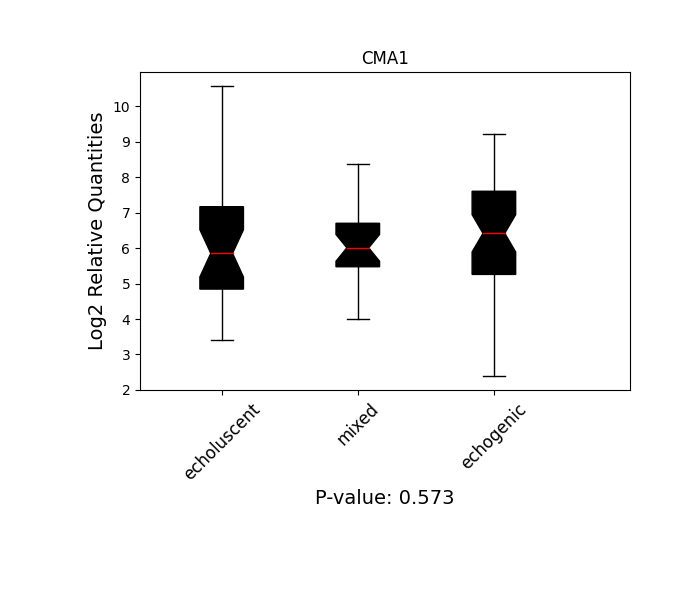 CMA1
Log2 Relative Quantities
10
9
8
7
6
5
4
3
2
echoluscent
mixed
echogenic
P-value: 0.573